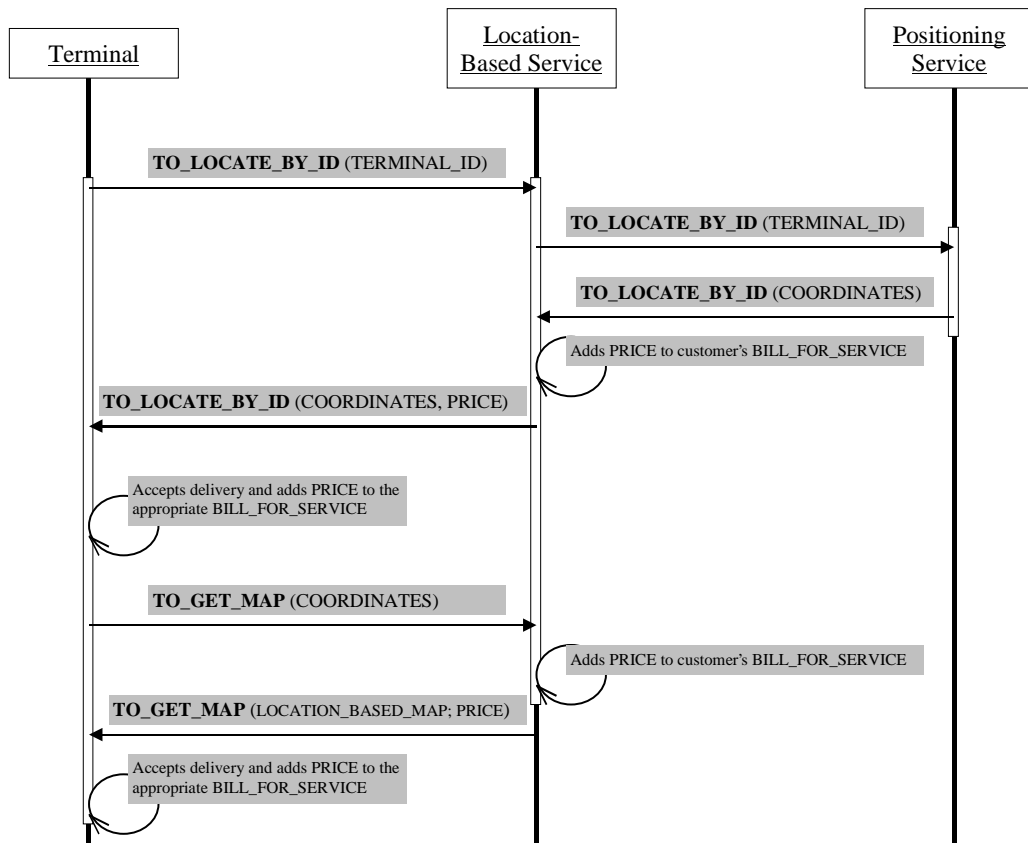 Terminal
Location-
Based Service
Positioning
Service
TO_LOCATE_BY_ID (TERMINAL_ID)
TO_LOCATE_BY_ID (TERMINAL_ID)
TO_LOCATE_BY_ID (COORDINATES)
Adds PRICE to customer's BILL_FOR_SERVICE
TO_LOCATE_BY_ID (COORDINATES, PRICE)
Accepts delivery and adds PRICE to the
appropriate BILL_FOR_SERVICE
TO_GET_MAP (COORDINATES)
Adds PRICE to customer's BILL_FOR_SERVICE
TO_GET_MAP (LOCATION_BASED_MAP; PRICE)
Accepts delivery and adds PRICE to the
appropriate BILL_FOR_SERVICE